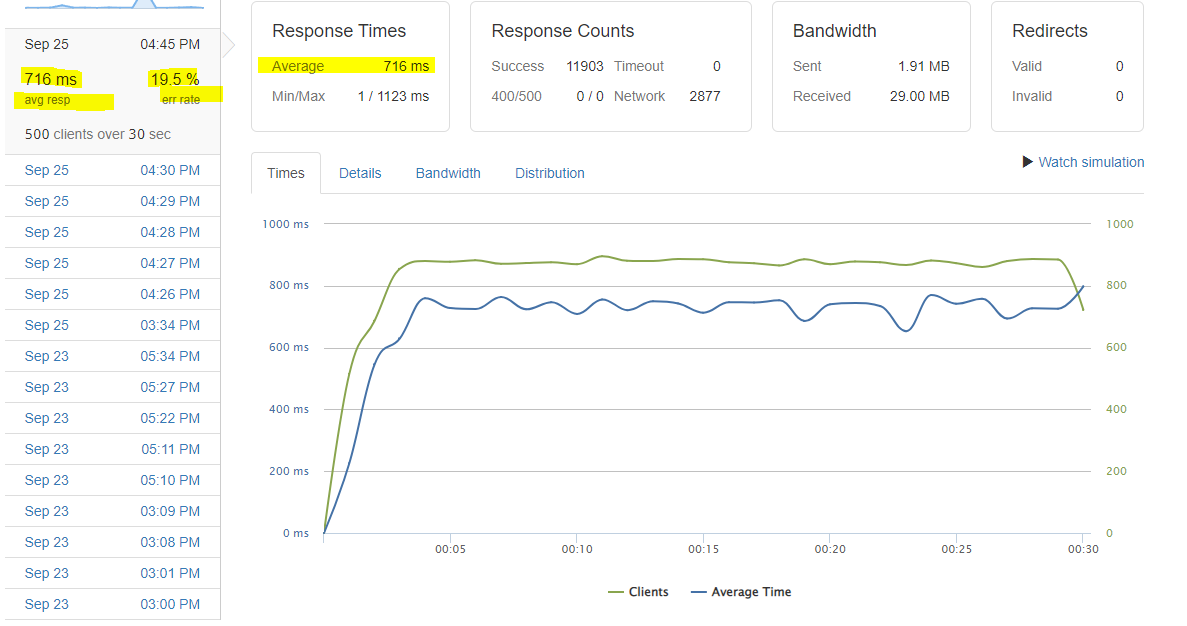 Sep 25 04:45 PM
716 ms 19.5 %
avg resp err rate
500 clients over 30 sec
Sep 25 04:30 PM
Sep 25 04:29 PM
Sep 25 04:28 PM
Sep 25 04:27 PM
Sep 25 04:26 PM
Sep 25 03:34 PM
Sep 23 05:34 PM
Sep 23 05:27 PM
Sep 23 05:22 PM
Sep 23 05:11 PM
Sep 23 05:10 PM
Sep 23 03:09 PM
Sep 23 03:08 PM
Sep 23 03:01 PM
Sep 23 03:00 PM
Response Times
Average 716 ms
Min/Max 1 / 1123 ms
Response Counts
Success 11903 Timeout 0
400/500 0 / 0 Network 2877
Bandwidth
Sent 1.91 MB
Received 29.00 MB
Redirects
Valid 0
Invalid 0
Watch simulation
Times Details Bandwidth Distribution
1000 ms 1000
800 ms 800
600 ms 600
400 ms 400
200 ms 200
0 ms 0
00:05 00:10 00:15 00:20 00:25 00:30
Clients Average Time